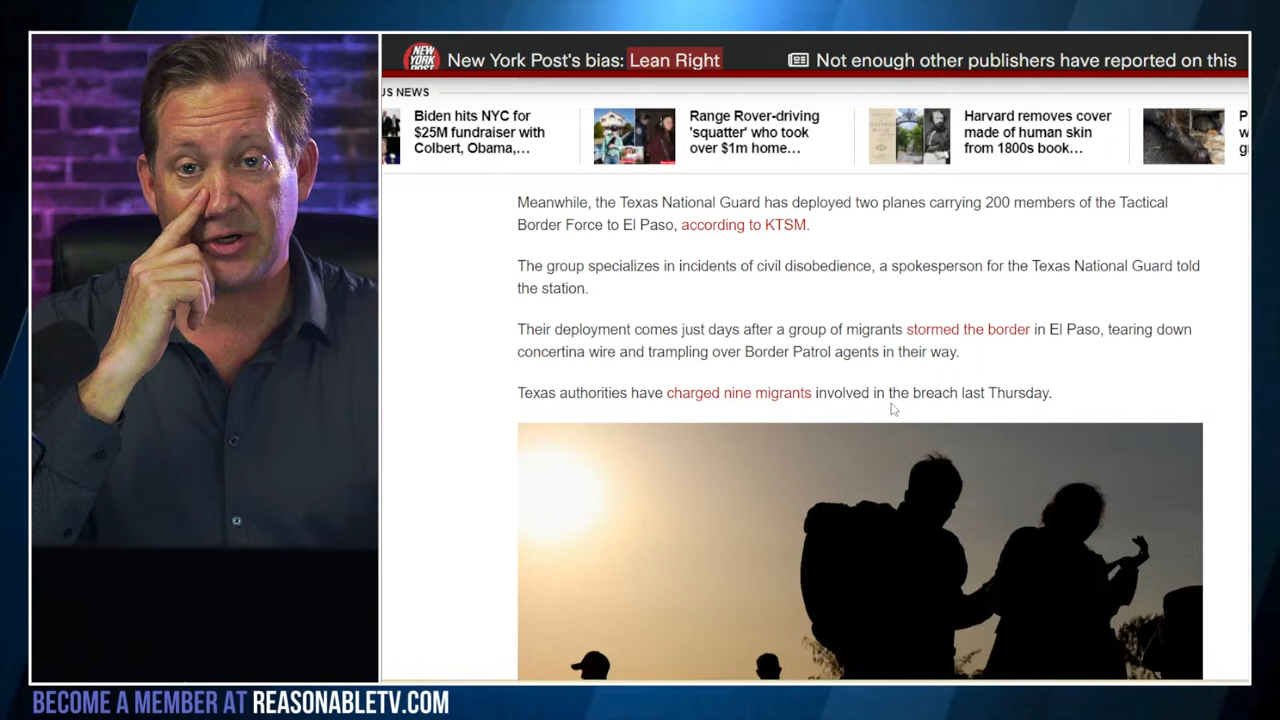 NEW
YORK
POST
New York Post's bias: Lean Right
Not enough other publishers have reported on this
US NEWS
Biden hits NYC for
$25M fundraiser with
Colbert, Obama,...
Range Rover-driving
'squatter' who took
over $1m home...
Harvard removes cover
made of human skin
from 1800s book...
P
w
g
Meanwhile, the Texas National Guard has deployed two planes carrying 200 members of the Tactical
Border Force to El Paso, according to KTSM.
The group specializes in incidents of civil disobedience, a spokesperson for the Texas National Guard told
the station.
Their deployment comes just days after a group of migrants stormed the border in El Paso, tearing down
concertina wire and trampling over Border Patrol agents in their way.
Texas authorities have charged nine migrants involved in the breach last Thursday.
BECOME A MEMBER AT REASONABLETV.COM